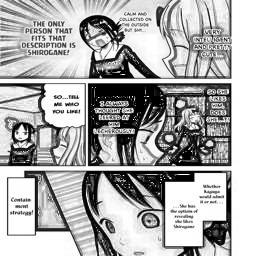 VERY
INTELLIGENT
AND PRETTY
CUTE...
CALM AND
COLLECTED ON
THE OUTSIDE
BUT SHY...
THE ONLY
PERSON THAT
FITS THAT
DESCRIPTION IS
SHIROGANE!
SO SHE
LIKES
HIM,
DOES
SHE...?!
I ALWAYS
THOUGHT SHE
LEERED AT
HIM
LECHEROUSLY!
SO...TELL
ME WHO
YOU LIKE!
Whether
Kaguya
would admit
it or not...
...She has
the option of
revealing
she likes
Shirogane
Contain
ment
strategy!